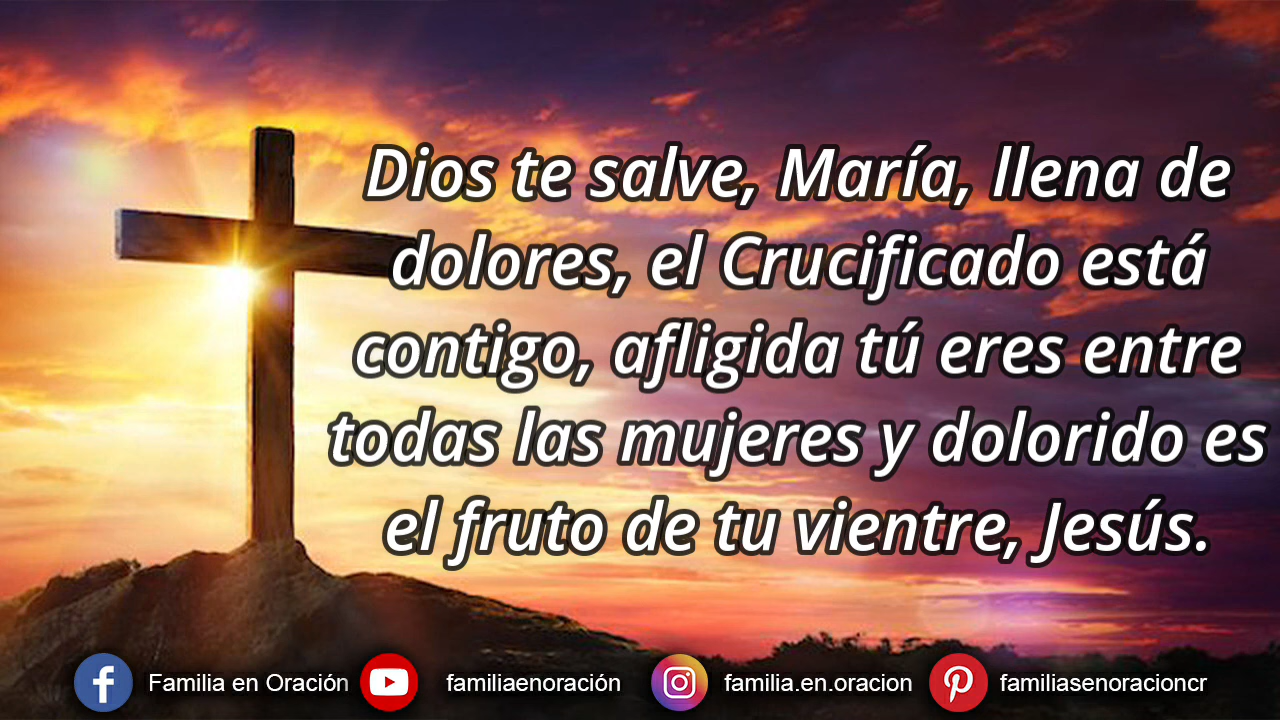 Dios te salve, María, llena de
dolores, el Crucificado está
contigo, afligida tú eres entre
todas las mujeres y dolorido es
el fruto de tu vientre, Jesús.
Familia en Oración familiaenoración familia.en.oracion familiasenoracioncr